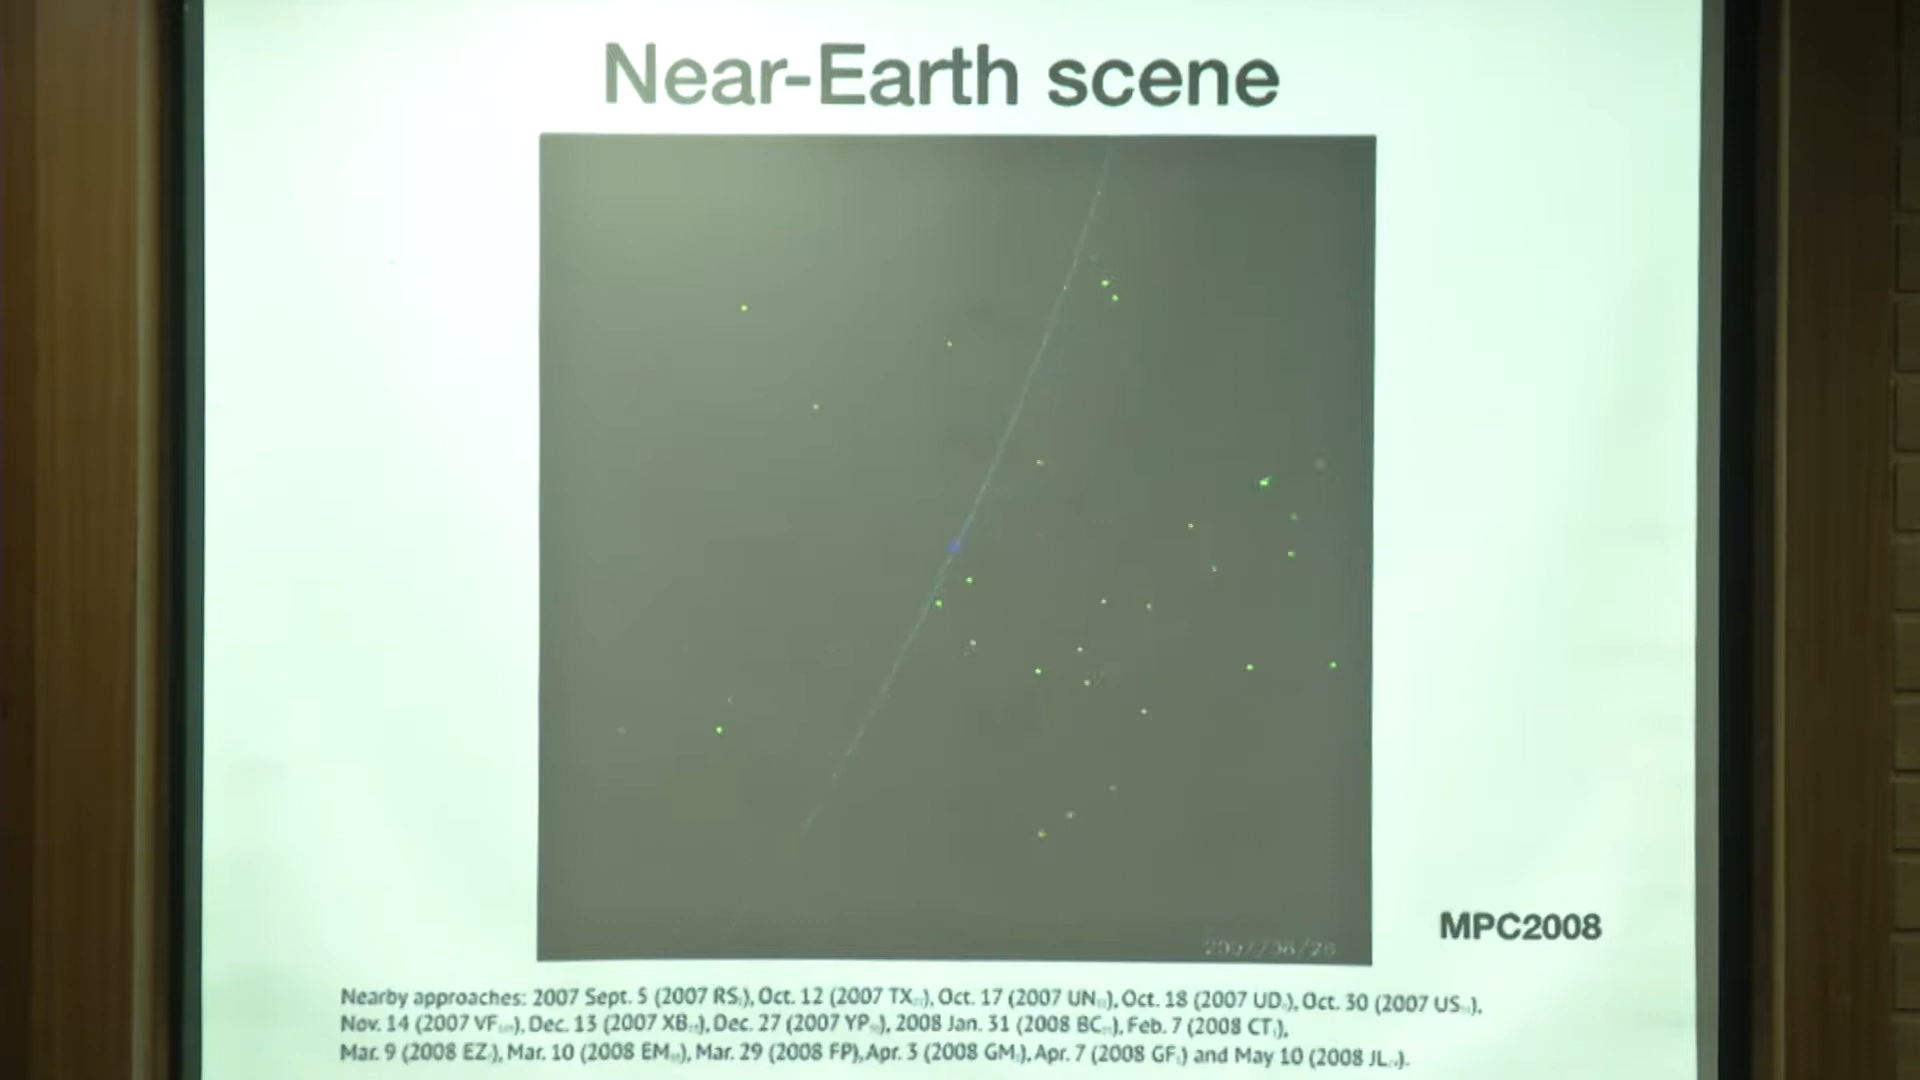 Near-Earth scene
MPC2008
Nearby approaches: 2007 Sept. 5 (2007 RS), Oct. 12 (2007 TX), Oct. 17 (2007 UN), Oct. 18 (2007 UD), Oct. 30 (2007 US),
Nov. 14 (2007 VF), Dec. 13 (2007 XB), Dec. 27 (2007 YP), 2008 Jan. 31 (2008 BC), Feb. 7 (2008 CT),
Mar. 9 (2008 EZ), Mar. 10 (2008 EM), Mar. 29 (2008 FP), Apr. 3 (2008 GM), Apr. 7 (2008 GF) and May 10 (2008 JL).